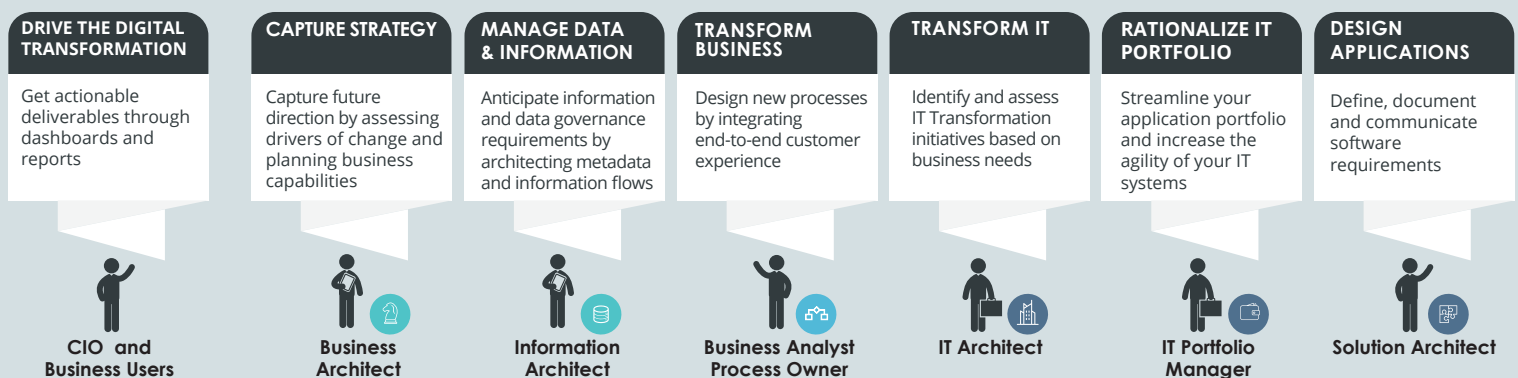 DRIVE THE DIGITAL
TRANSFORMATION
Get actionable
deliverables through
dashboards and
reports
CIO and
Business Users
CAPTURE STRATEGY
Capture future
direction by assessing
drivers of change and
planning business
capabilities
Business
Architect
MANAGE DATA
& INFORMATION
Anticipate information
and data governance
requirements by
architecting metadata
and information flows
Information
Architect
TRANSFORM
BUSINESS
Design new processes
by integrating
end-to-end customer
experience
Business Analyst
Process Owner
TRANSFORM IT
Identify and assess
IT Transformation
initiatives based on
business needs
IT Architect
RATIONALIZE IT
PORTFOLIO
Streamline your
application portfolio
and increase the
agility of your IT
systems
IT Portfolio
Manager
DESIGN
APPLICATIONS
Define, document
and communicate
software
requirements
Solution Architect